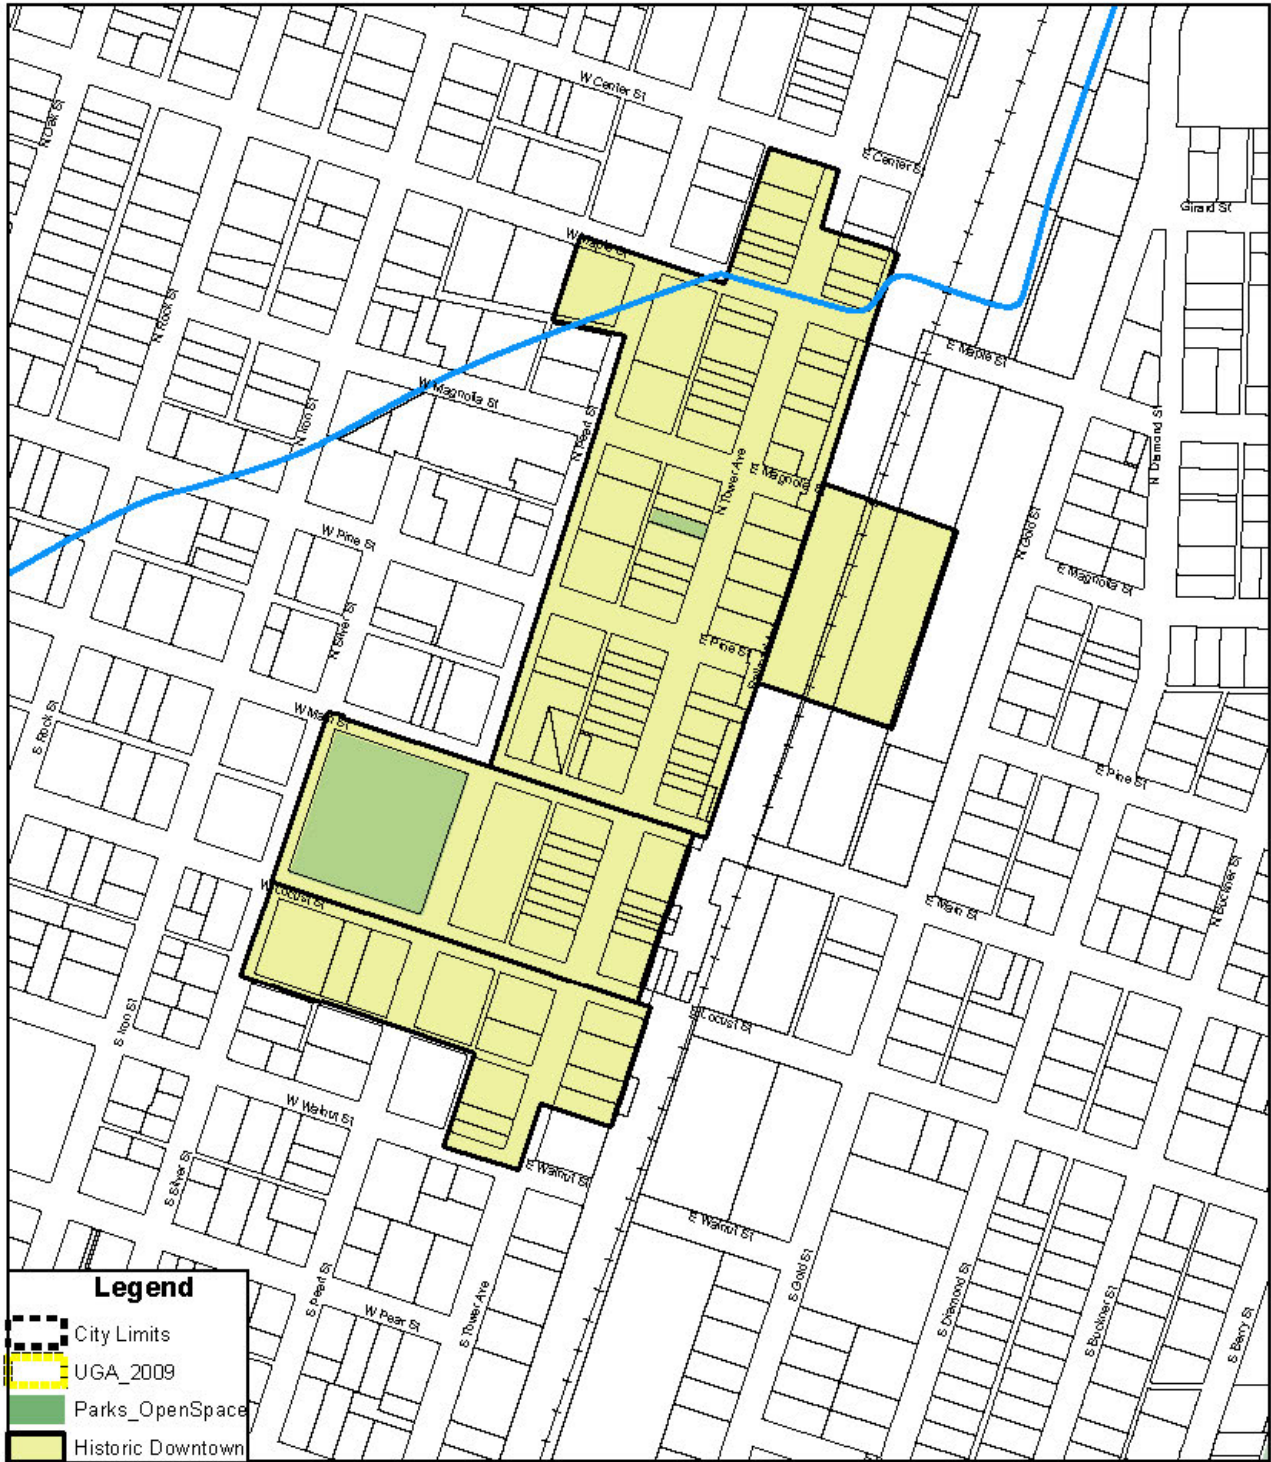 W Center St
N Oak St
E Center St
Girard St
W Maple St
N Rock St
E Maple St
W Magnolia St
N Iron St
N Pearl St
N Diamond St
N Tower Ave
E Magnolia St
N Gold St
W Pine St
E Magnolia St
N Silver St
E Pine St
W Main St
S Rock St
E Pine St
N Buckner St
W Locust St
E Main St
S Iron St
E Locust St
W Walnut St
S Silver St
E Walnut St
E Walnut St
S Pearl St
S Gold St
W Pear St
S Tower Ave
S Diamond St
S Buckner St
S Berry St
Legend
City Limits
UGA_2009
Parks_OpenSpace
Historic Downtown